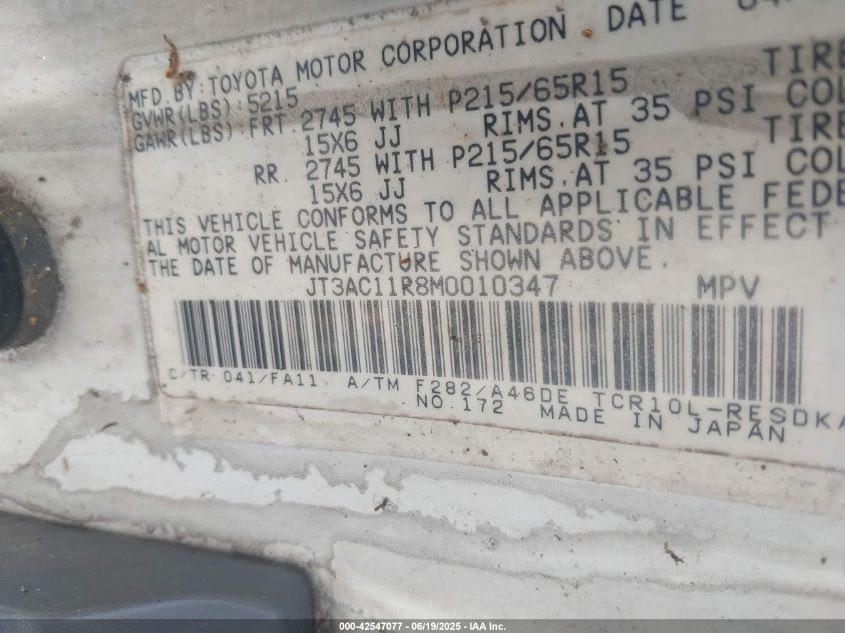 MFD. BY: TOYOTA MOTOR CORPORATION DATE
GVWR(LBS): 5215
GAWR(LBS) FRT. 2745 WITH P215/65R15 TIRE
15X6 JJ RIMS. AT 35 PSI COL
RR. 2745 WITH P215/65R15 TIRE
15X6 JJ RIMS. AT 35 PSI COL
THIS VEHICLE CONFORMS TO ALL APPLICABLE FEDE
AL MOTOR VEHICLE SAFETY STANDARDS IN EFFECT
THE DATE OF MANUFACTURE SHOWN ABOVE.
JT3AC11R8M0010347 MPV
C/TR 041/FA11. A/TM F282/A46DE TCR10L-RESDKA
NO.172 MADE IN JAPAN
000-42547077 - 06/19/2025 - IAA Inc.